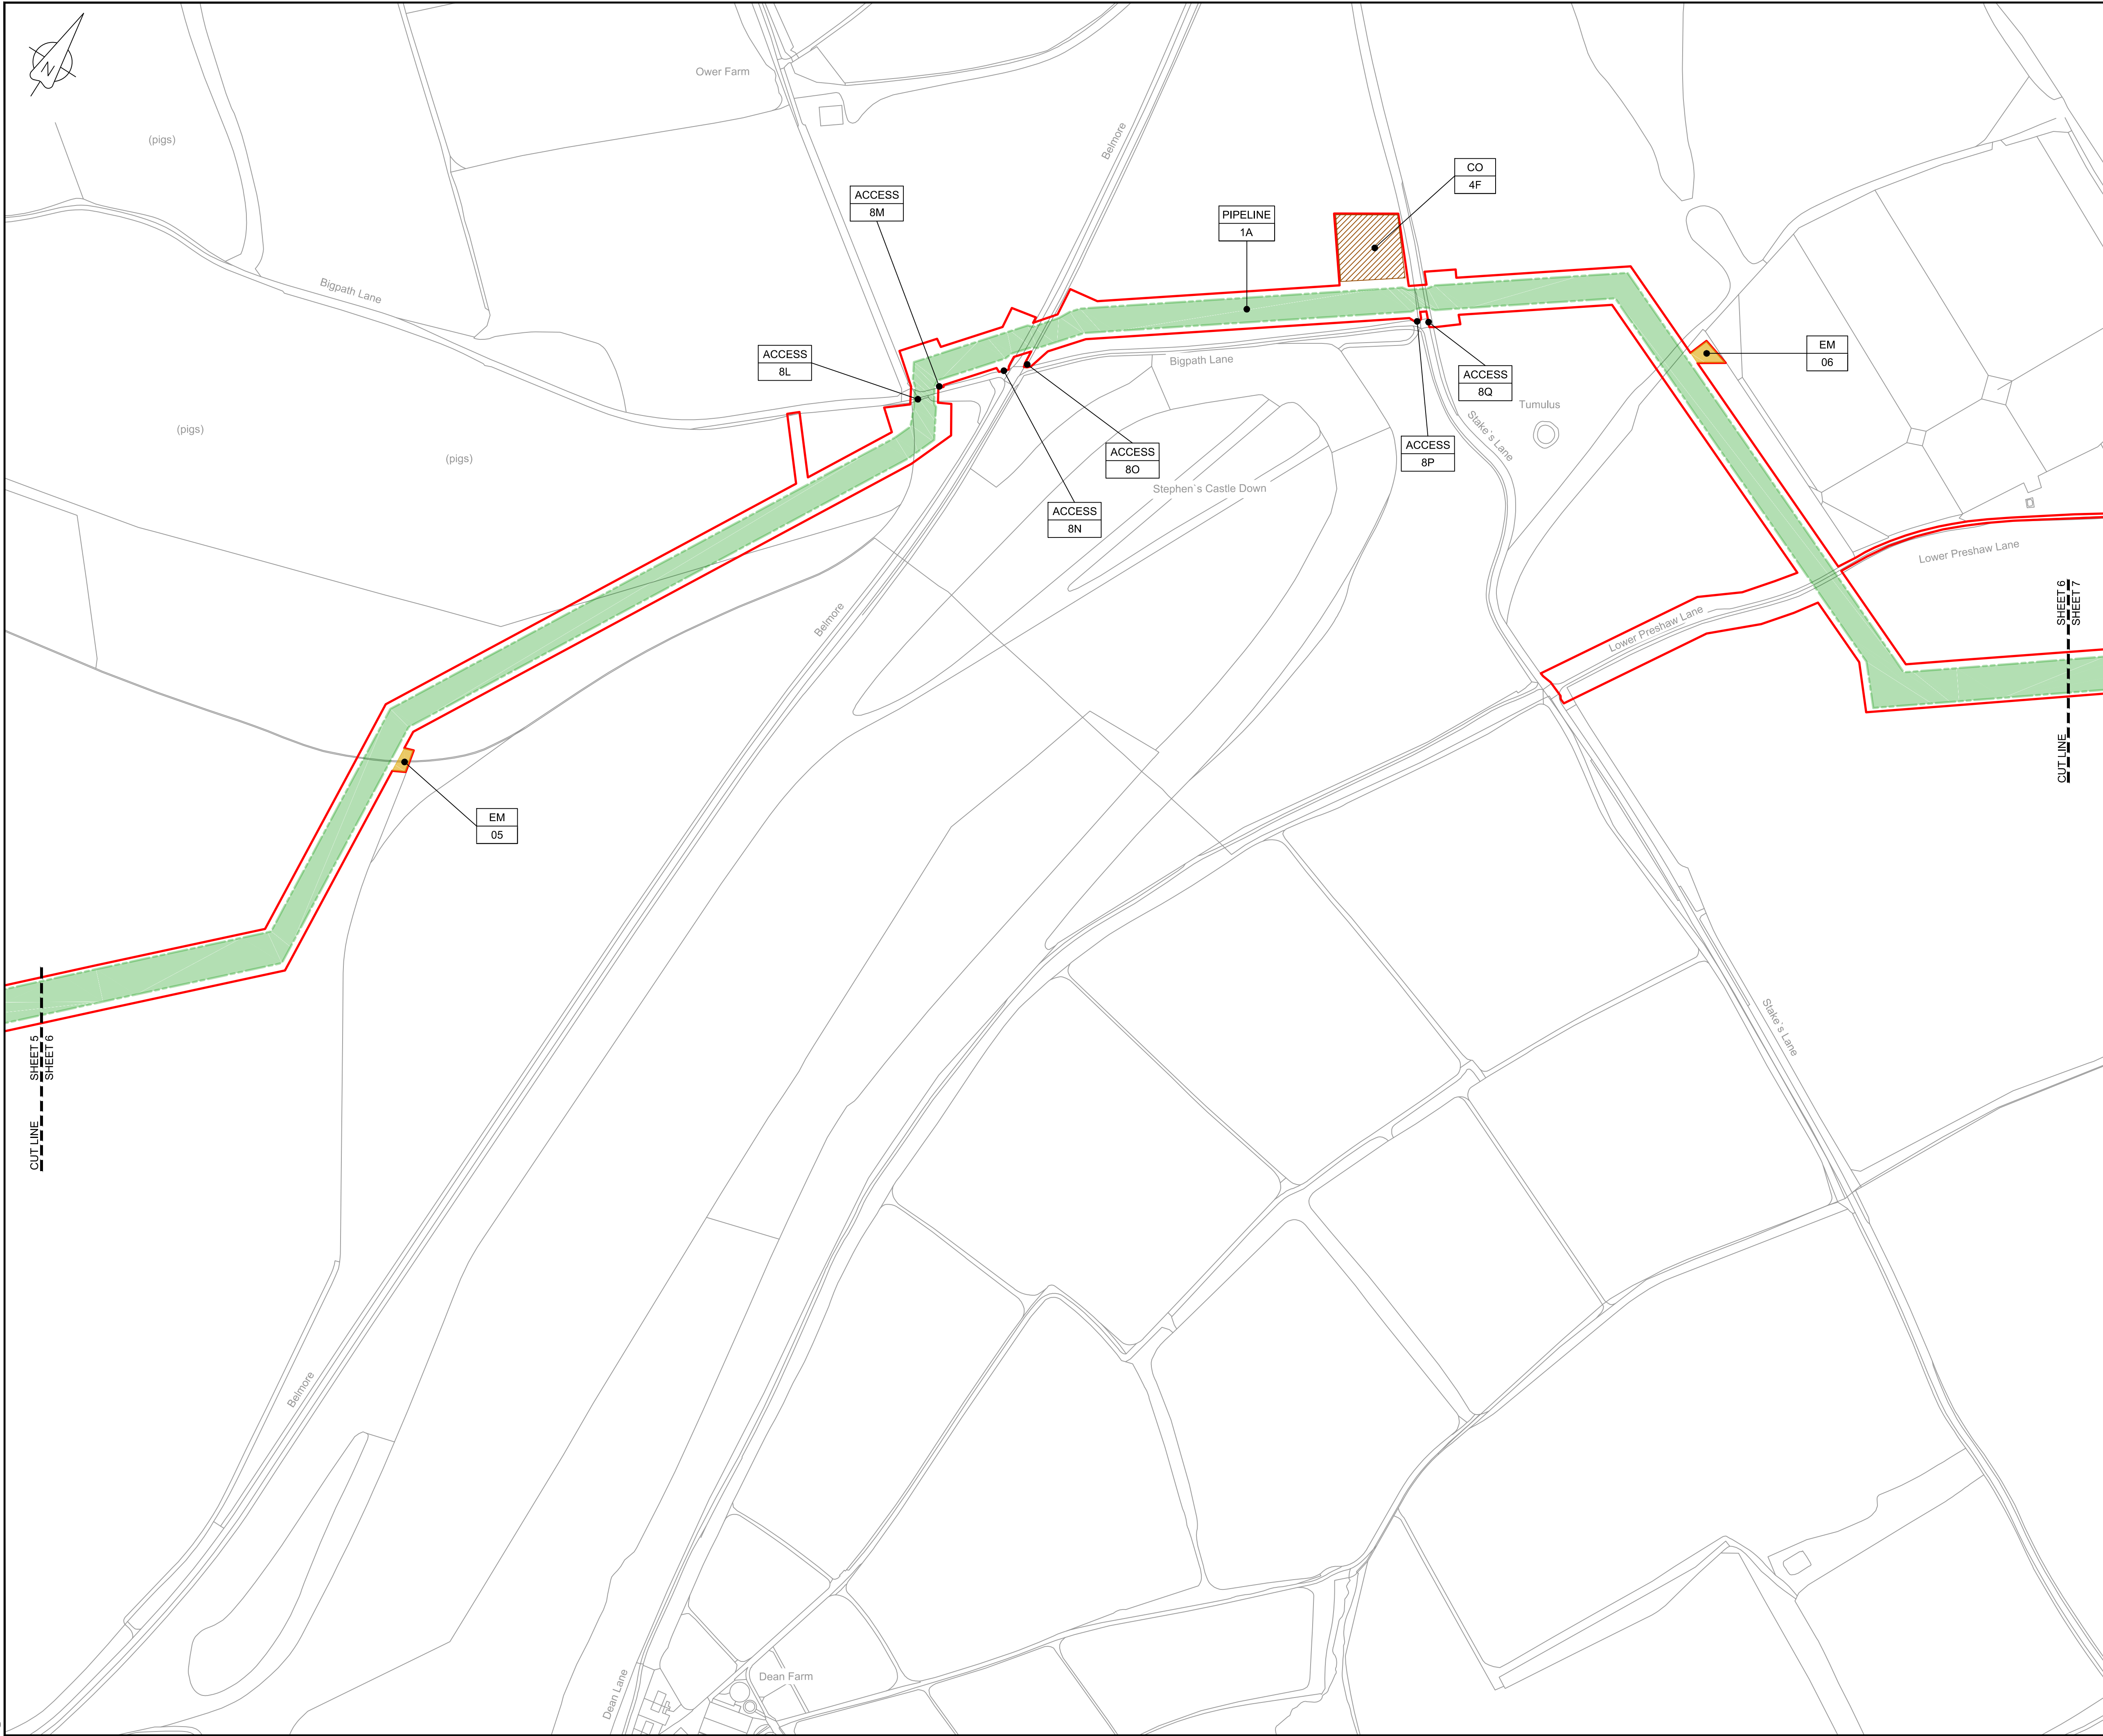 N
Ower Farm
(pigs)
Belmore
CO
4F
ACCESS
8M
PIPELINE
1A
Bigpath Lane
ACCESS
8L
Bigpath Lane
EM
06
ACCESS
8Q
Tumulus
Stake`s Lane
(pigs)
(pigs)
ACCESS
8O
ACCESS
8P
Stephen`s Castle Down
ACCESS
8N
Lower Preshaw Lane
Belmore
Lower Preshaw Lane
SHEET 6
SHEET 7
CUT LINE
EM
05
SHEET 5
SHEET 6
CUT LINE
Stake`s Lane
Belmore
Dean Farm
Dean Lane